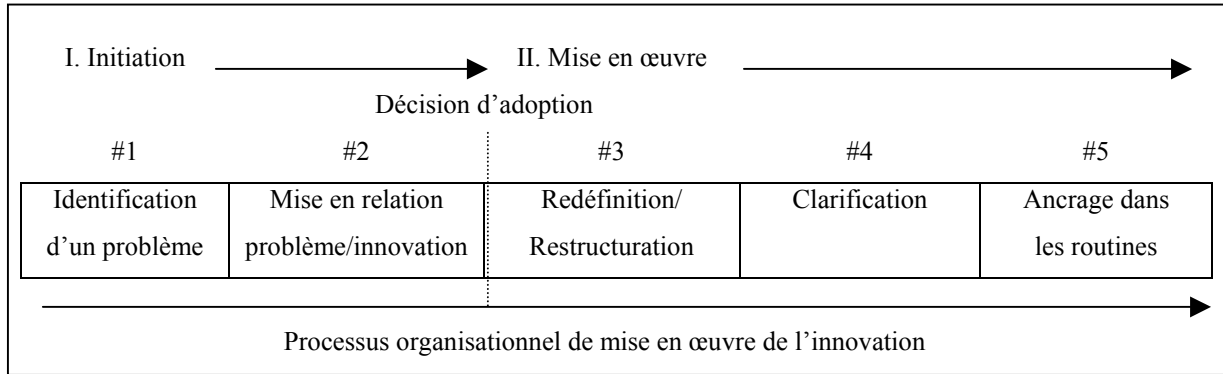 I. Initiation
II. Mise en œuvre
Décision d’adoption
#1
#2
#3
#4
#5
Identification
d’un problème
Mise en relation
problème/innovation
Redéfinition/
Restructuration
Clarification
Ancrage dans
les routines
Processus organisationnel de mise en œuvre de l’innovation